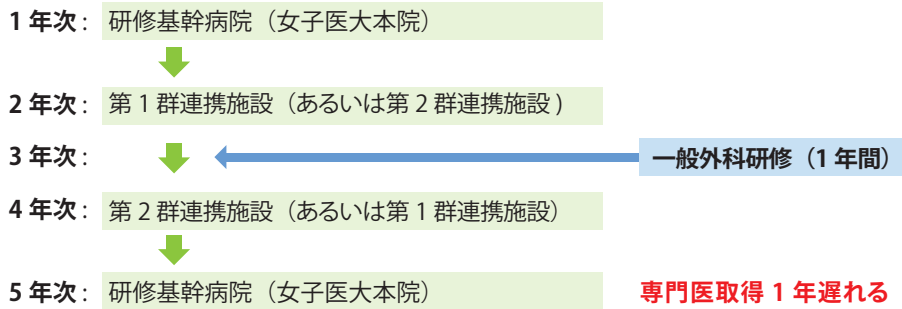 1 年次 : 研修基幹病院（女子医大本院）
2 年次 : 第 1 群連携施設（あるいは第 2 群連携施設 )
3 年次 : 一般外科研修（1 年間）
4 年次 : 第 2 群連携施設（あるいは第 1 群連携施設）
5 年次 : 研修基幹病院（女子医大本院） 専門医取得 1 年遅れる